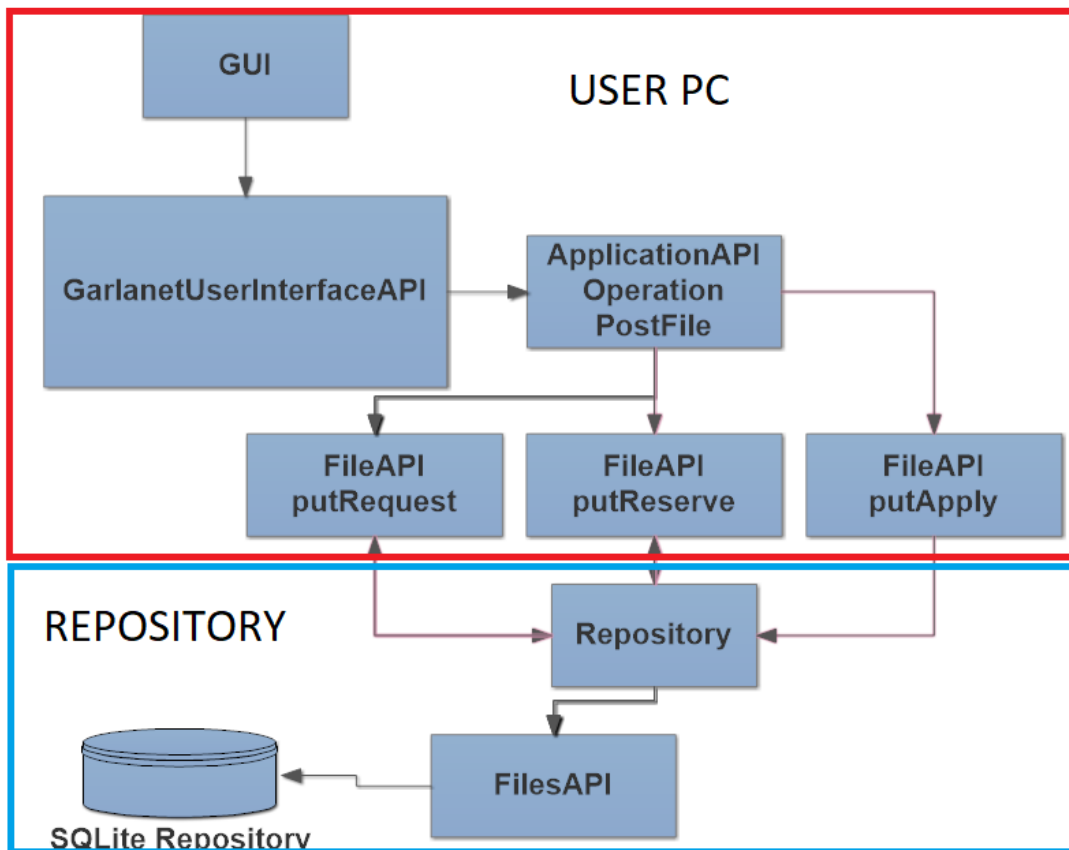 GUI
USER PC
GarlanetUserInterfaceAPI
ApplicationAPI
Operation
PostFile
FileAPI
putRequest
FileAPI
putReserve
FileAPI
putApply
REPOSITORY
Repository
FilesAPI
SQLite Repository